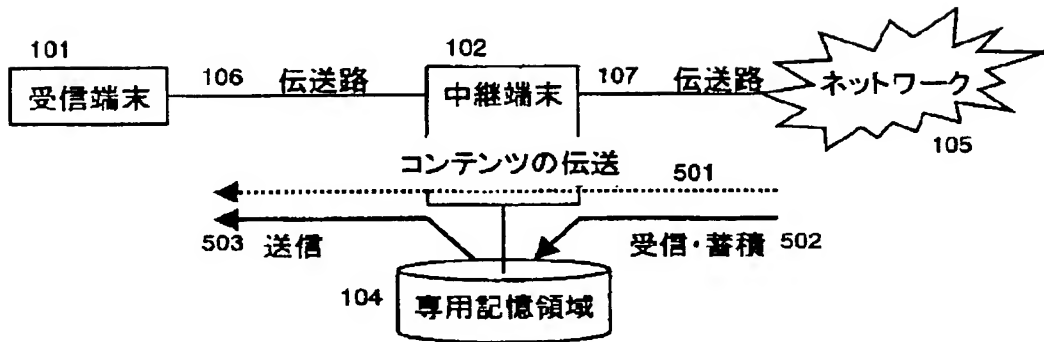 101
102
106 伝送路
107 伝送路
ネットワーク
受信端末
中継端末
105
コンテンツの伝送
501
503 送信
受信・蓄積 502
104
専用記憶領域